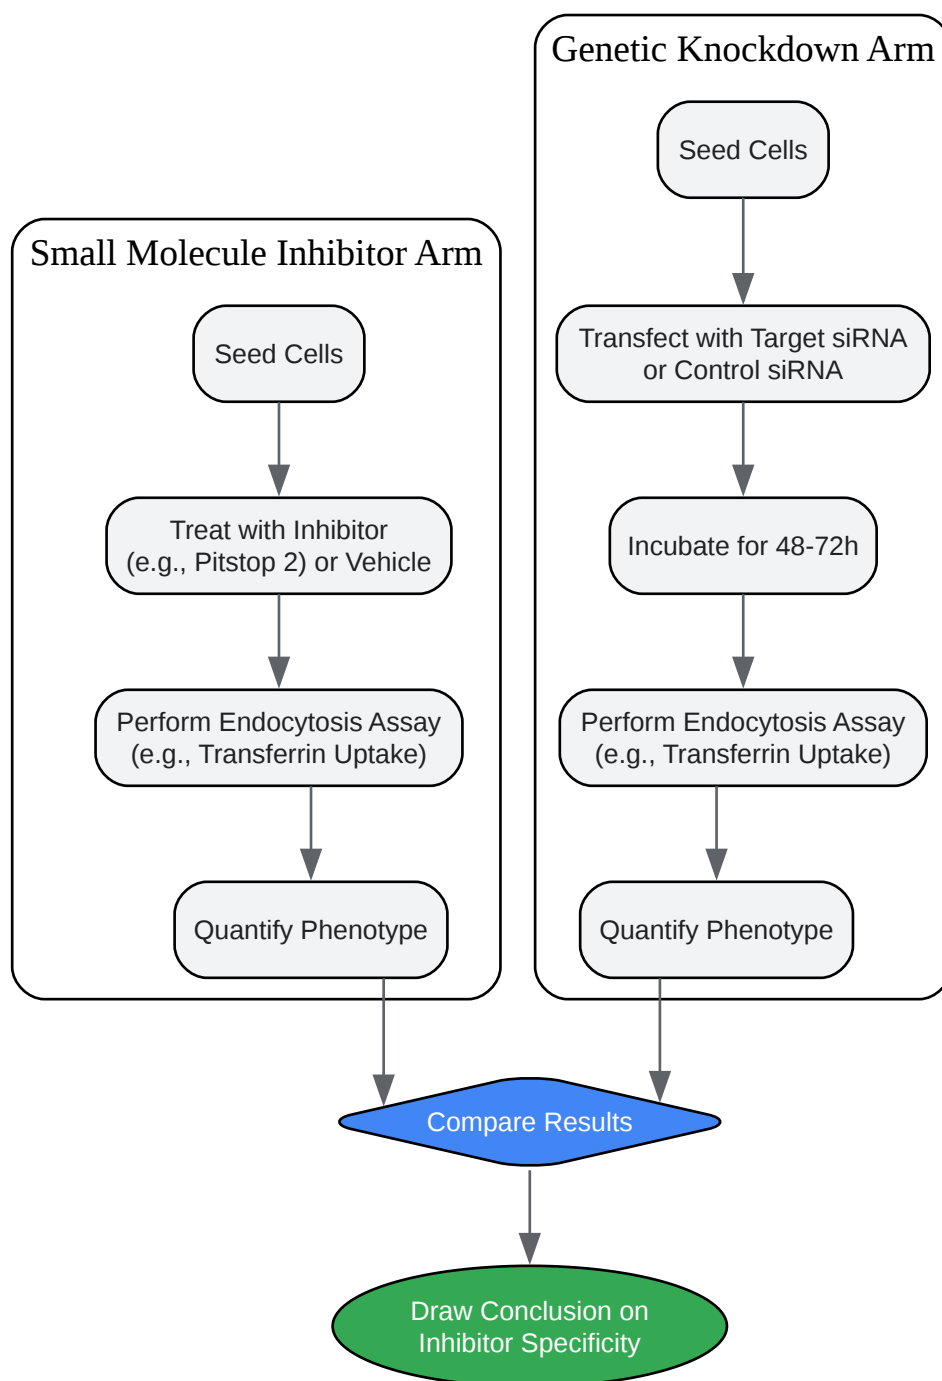 Small Molecule Inhibitor Arm
Seed Cells
Treat with Inhibitor
(e.g., Pitstop 2) or Vehicle
Perform Endocytosis Assay
(e.g., Transferrin Uptake)
Quantify Phenotype
Genetic Knockdown Arm
Seed Cells
Transfect with Target siRNA
or Control siRNA
Incubate for 48-72h
Perform Endocytosis Assay
(e.g., Transferrin Uptake)
Quantify Phenotype
Compare Results
Draw Conclusion on
Inhibitor Specificity